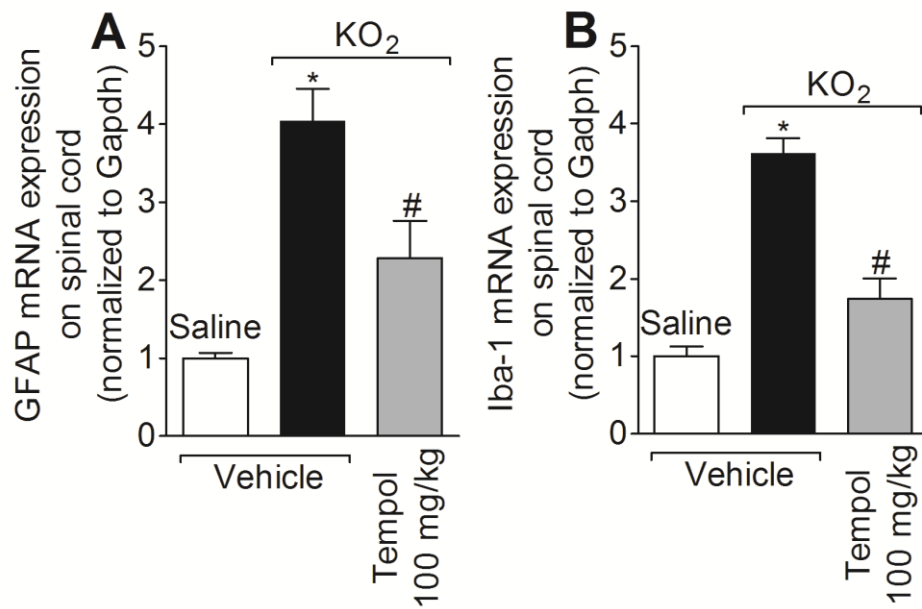 A
KO₂
GFAP mRNA expression
on spinal cord
(normalized to Gapdh)
5
4
3
2
1
0
*
#
Saline
Vehicle
Tempol
100 mg/kg
B
KO₂
Iba-1 mRNA expression
on spinal cord
(normalized to Gadph)
5
4
3
2
1
0
*
#
Saline
Vehicle
Tempol
100 mg/kg